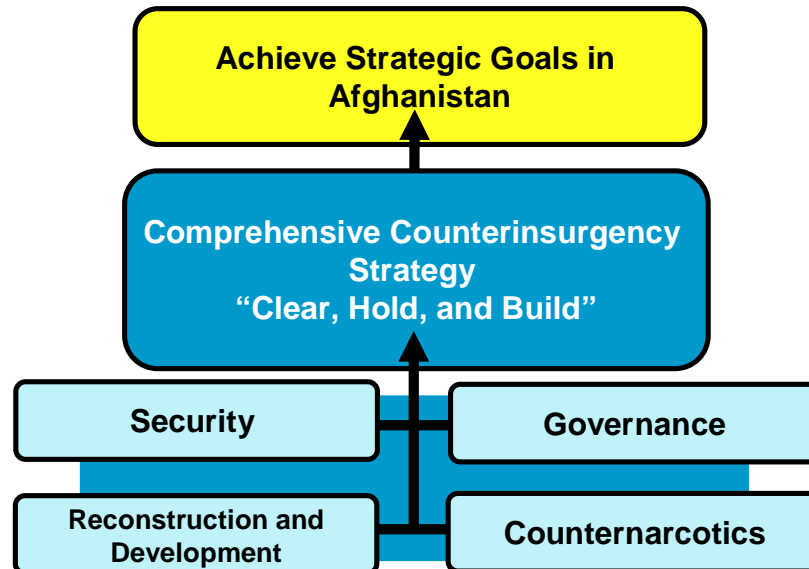 Achieve Strategic Goals in
Afghanistan
Comprehensive Counterinsurgency
Strategy
“Clear, Hold, and Build”
Security
Governance
Reconstruction and
Development
Counternarcotics